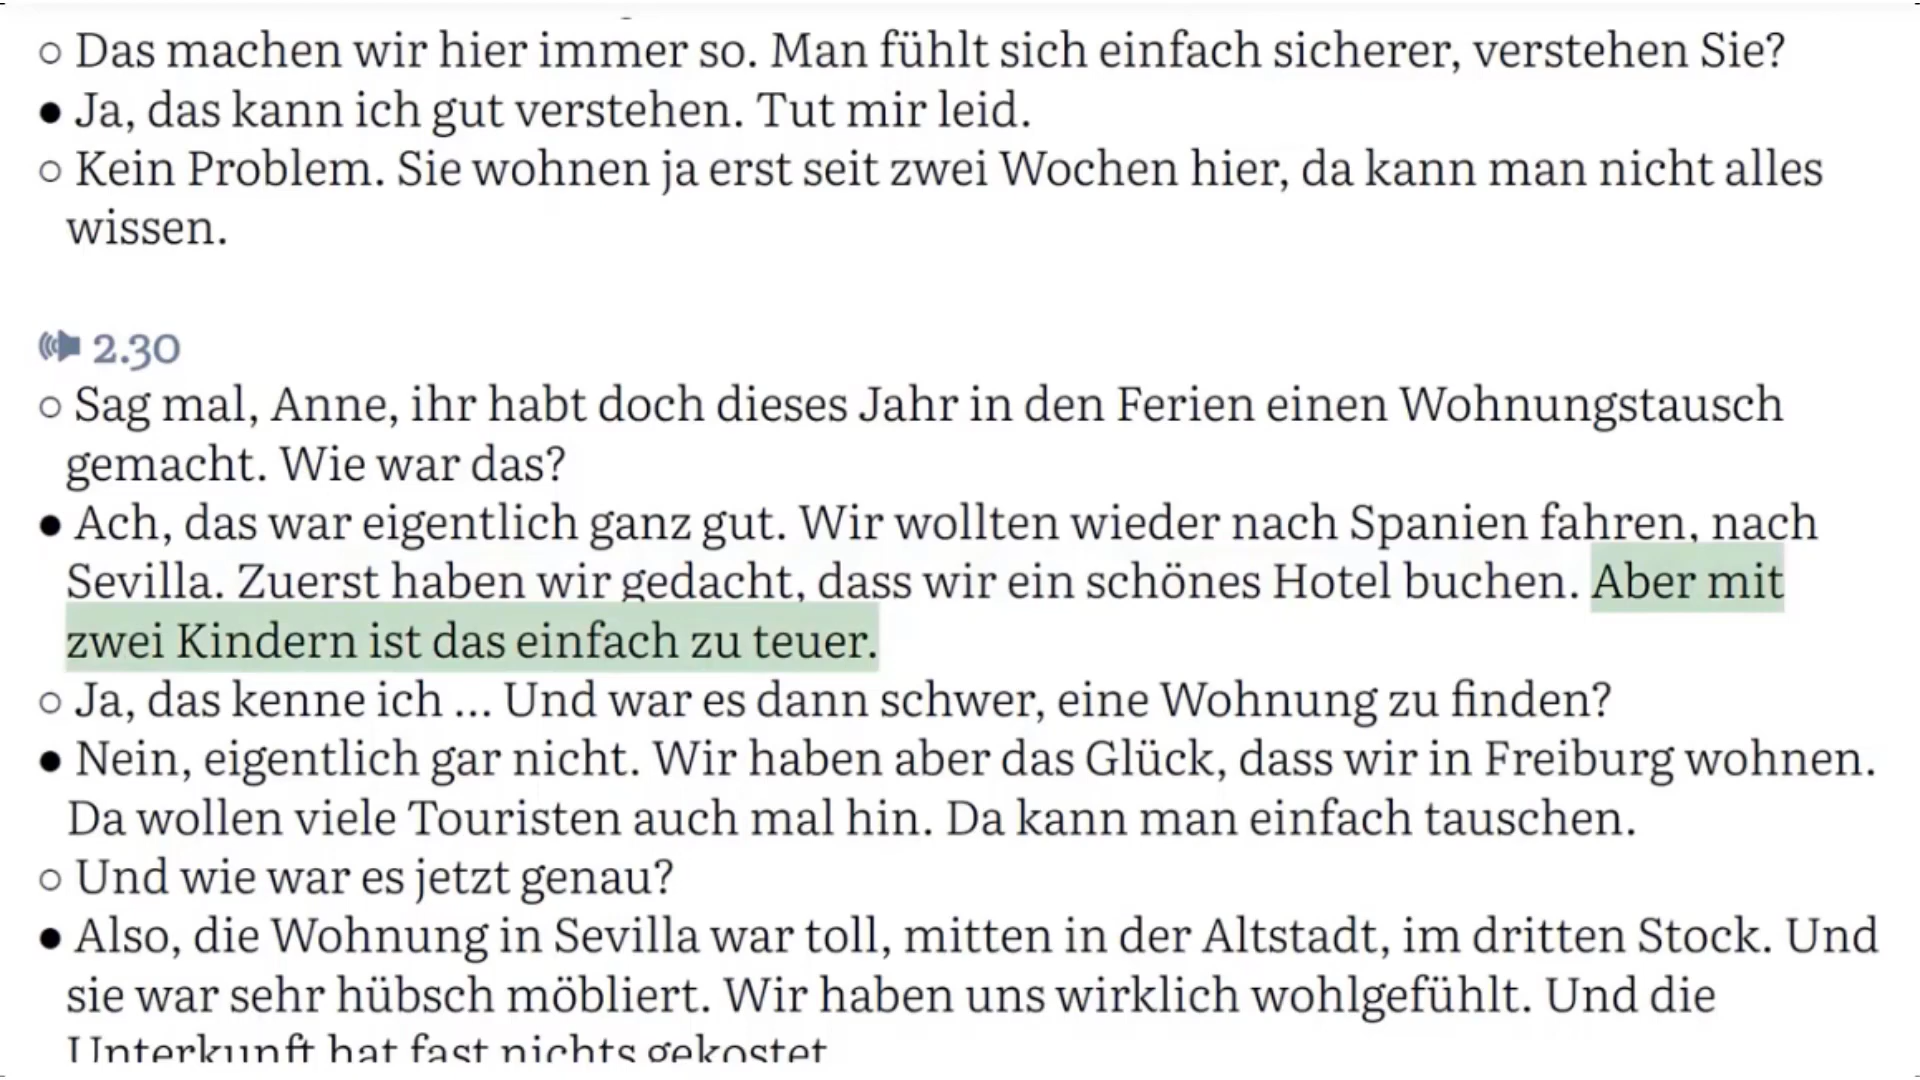 ○ Das machen wir hier immer so. Man fühlt sich einfach sicherer, verstehen Sie?
● Ja, das kann ich gut verstehen. Tut mir leid.
○ Kein Problem. Sie wohnen ja erst seit zwei Wochen hier, da kann man nicht alles
wissen.
2.30
○ Sag mal, Anne, ihr habt doch dieses Jahr in den Ferien einen Wohnungstausch
gemacht. Wie war das?
● Ach, das war eigentlich ganz gut. Wir wollten wieder nach Spanien fahren, nach
Sevilla. Zuerst haben wir gedacht, dass wir ein schönes Hotel buchen. Aber mit
zwei Kindern ist das einfach zu teuer.
○ Ja, das kenne ich ... Und war es dann schwer, eine Wohnung zu finden?
● Nein, eigentlich gar nicht. Wir haben aber das Glück, dass wir in Freiburg wohnen.
Da wollen viele Touristen auch mal hin. Da kann man einfach tauschen.
○ Und wie war es jetzt genau?
● Also, die Wohnung in Sevilla war toll, mitten in der Altstadt, im dritten Stock. Und
sie war sehr hübsch möbliert. Wir haben uns wirklich wohlgefühlt. Und die
Unterkunft hat fast nichts gekostet